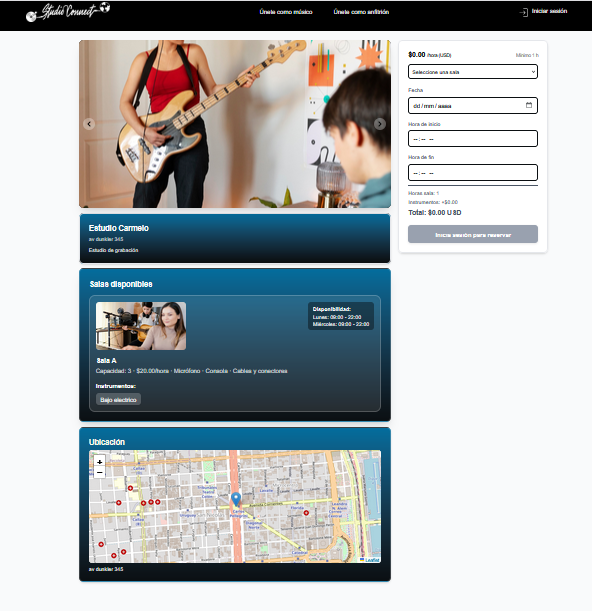 Studio Connect
Únete como músico
Únete como anfitrión
Iniciar sesión
$0.00 /hora (USD)
Mínimo 1 h
Seleccione una sala
Fecha
dd/mm/aaaa
Hora de inicio
--:-- --
Hora de fin
--:-- --
Horas sala: 1
Instrumentos: +$0.00
Total: $0.00 USD
Inicia sesión para reservar
Estudio Carmelo
av dunkler 345
Estudio de grabación
Salas disponibles
Disponibilidad:
Lunes: 09:00 - 22:00
Miércoles: 09:00 - 22:00
Sala A
Capacidad: 3 · $20.00/hora · Micrófono · Consola · Cables y conectores
Instrumentos:
Bajo electrico
Ubicación
+
−
Leaflet
av dunkler 345